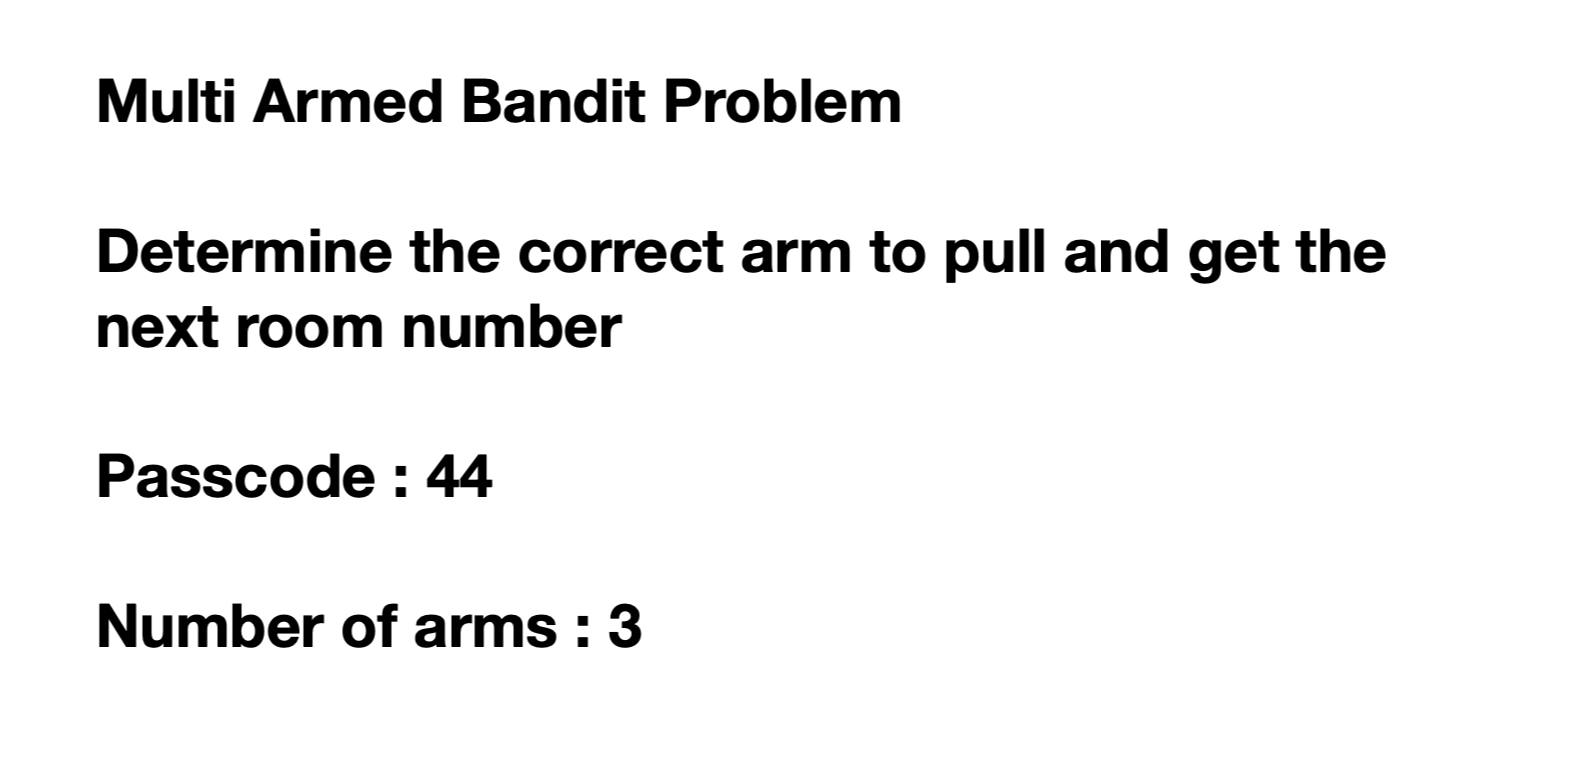 Multi Armed Bandit Problem
Determine the correct arm to pull and get the
next room number
Passcode : 44
Number of arms : 3